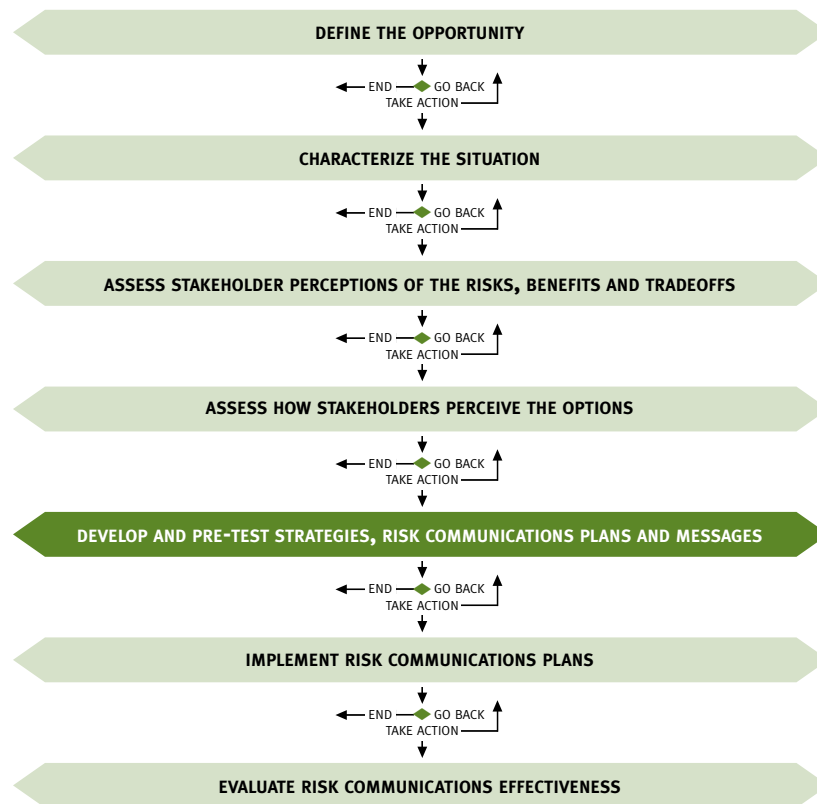 DEFINE THE OPPORTUNITY
END GO BACK
TAKE ACTION
CHARACTERIZE THE SITUATION
END GO BACK
TAKE ACTION
ASSESS STAKEHOLDER PERCEPTIONS OF THE RISKS, BENEFITS AND TRADEOFFS
END GO BACK
TAKE ACTION
ASSESS HOW STAKEHOLDERS PERCEIVE THE OPTIONS
END GO BACK
TAKE ACTION
DEVELOP AND PRE-TEST STRATEGIES, RISK COMMUNICATIONS PLANS AND MESSAGES
END GO BACK
TAKE ACTION
IMPLEMENT RISK COMMUNICATIONS PLANS
END GO BACK
TAKE ACTION
EVALUATE RISK COMMUNICATIONS EFFECTIVENESS